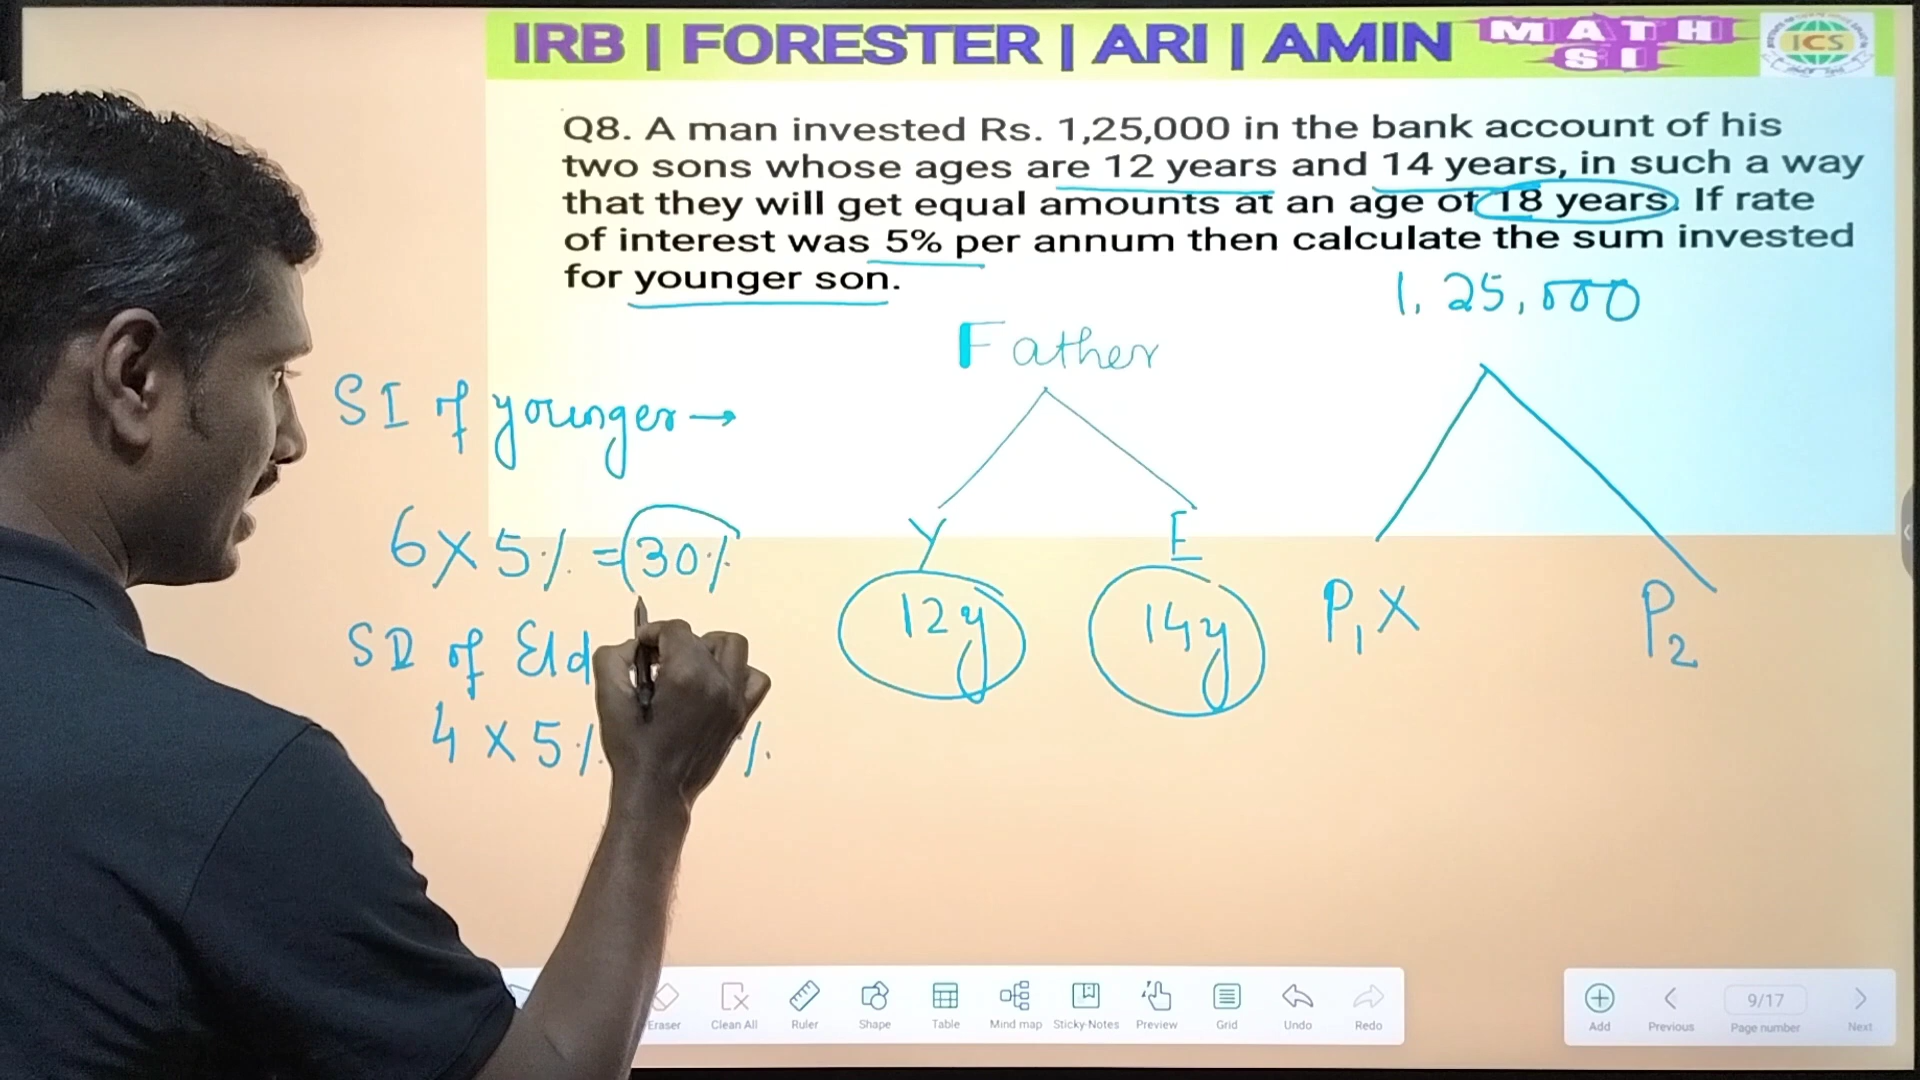 IRB | FORESTER | ARI | AMIN
MATH
SI
ICS
Q8. A man invested Rs. 1,25,000 in the bank account of his
two sons whose ages are 12 years and 14 years, in such a way
that they will get equal amounts at an age of 18 years. If rate
of interest was 5% per annum then calculate the sum invested
for younger son.
1,25,000
Father
SI of younger →
Y E
6 X 5% = 30%
12y 14y P₁ X P₂
SI of Eld
4 X 5% %
Eraser Clean All Ruler Shape Table Mind map Sticky Notes Preview Grid Undo Redo
Add Previous 9/17 Page number Next